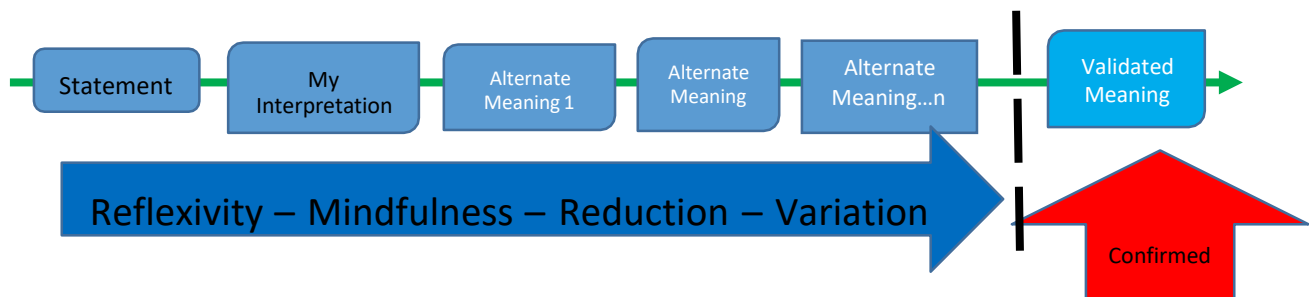 Statement
My
Interpretation
Alternate
Meaning 1
Alternate
Meaning
Alternate
Meaning...n
Validated
Meaning
Reflexivity – Mindfulness – Reduction – Variation
Confirmed